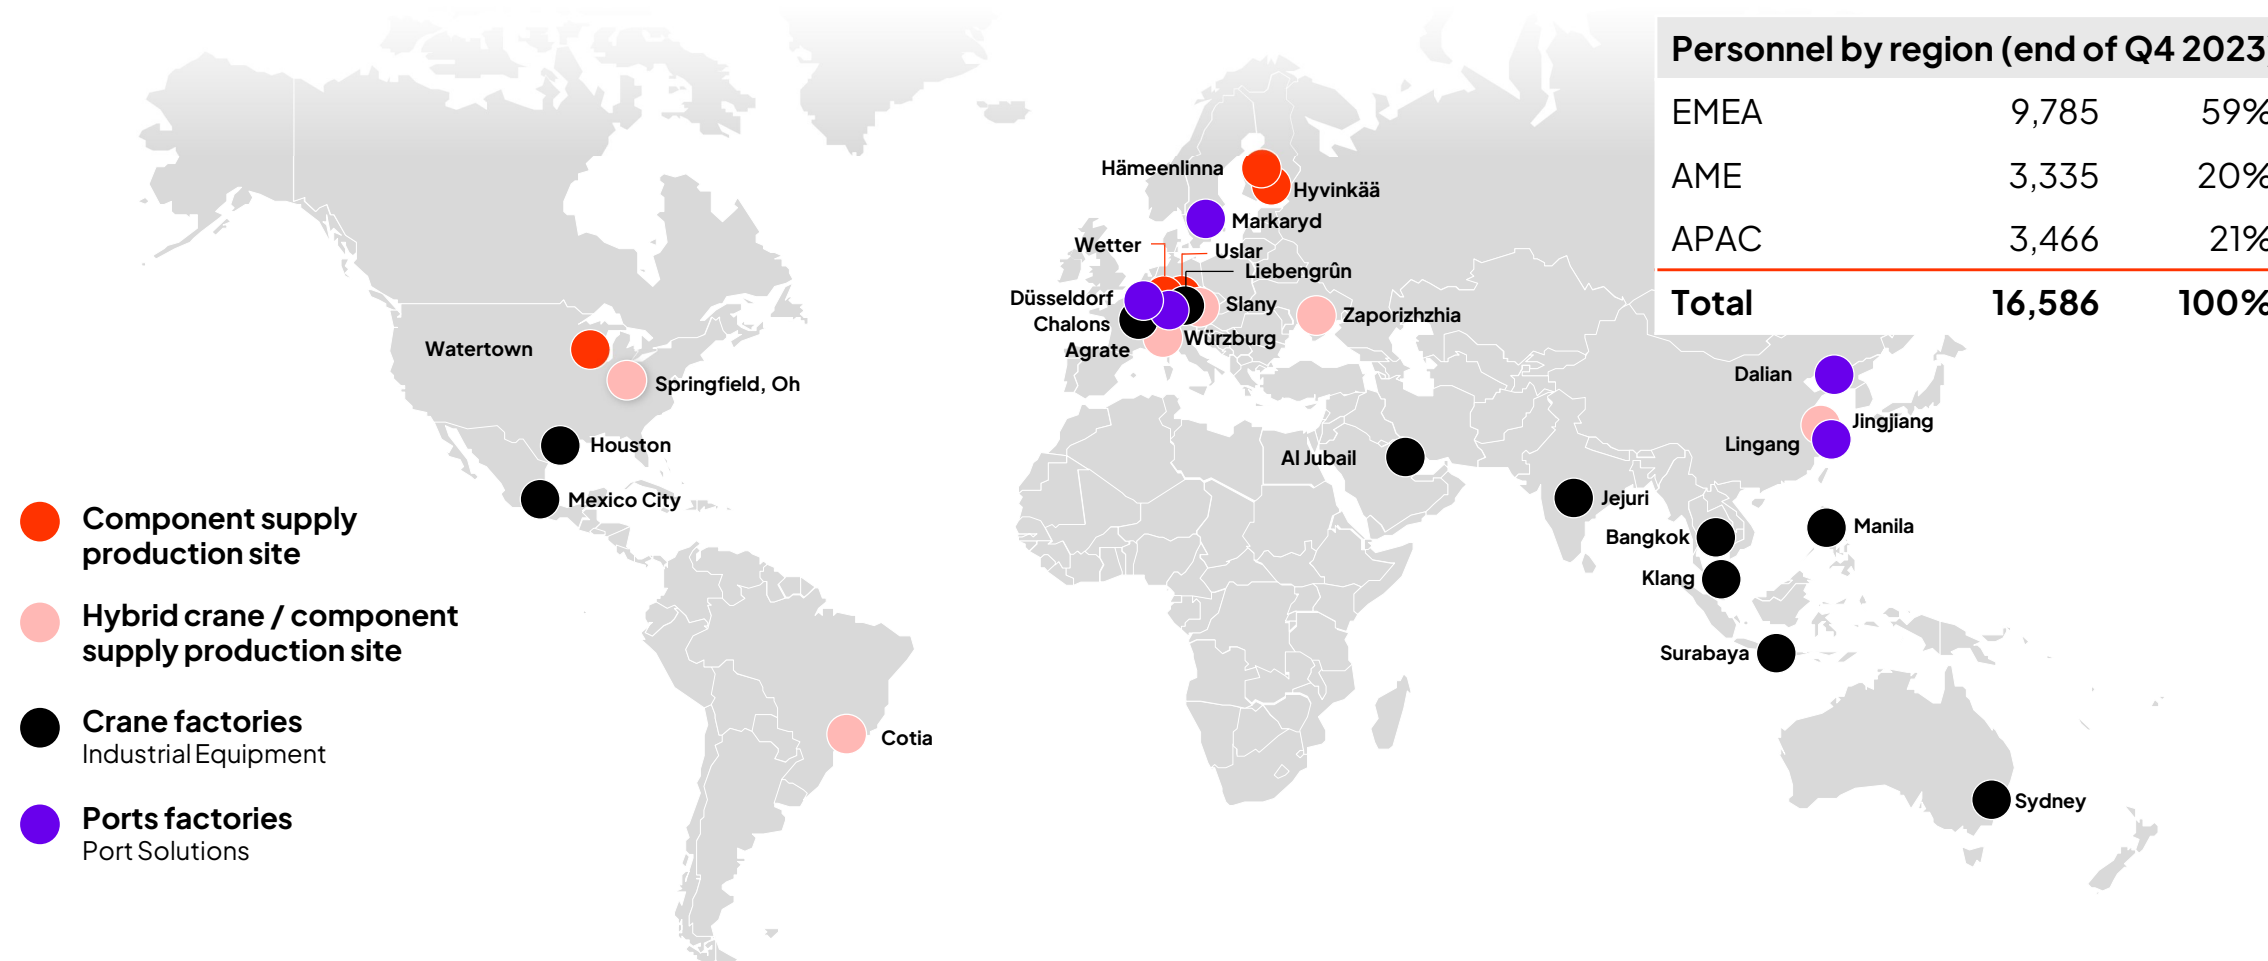 Personnel by region (end of Q4 2023
EMEA 9,785 59%
AME 3,335 20%
APAC 3,466 21%
Total 16,586 100%
Hämeenlinna
Hyvinkää
Markaryd
Wetter
Uslar
Liebengrûn
Düsseldorf
Slany
Zaporizhzhia
Chalons
Würzburg
Agrate
Watertown
Springfield, Oh
Houston
Mexico City
Cotia
Al Jubail
Dalian
Jingjiang
Lingang
Jejuri
Manila
Bangkok
Klang
Surabaya
Sydney
Component supply
production site
Hybrid crane / component
supply production site
Crane factories
Industrial Equipment
Ports factories
Port Solutions